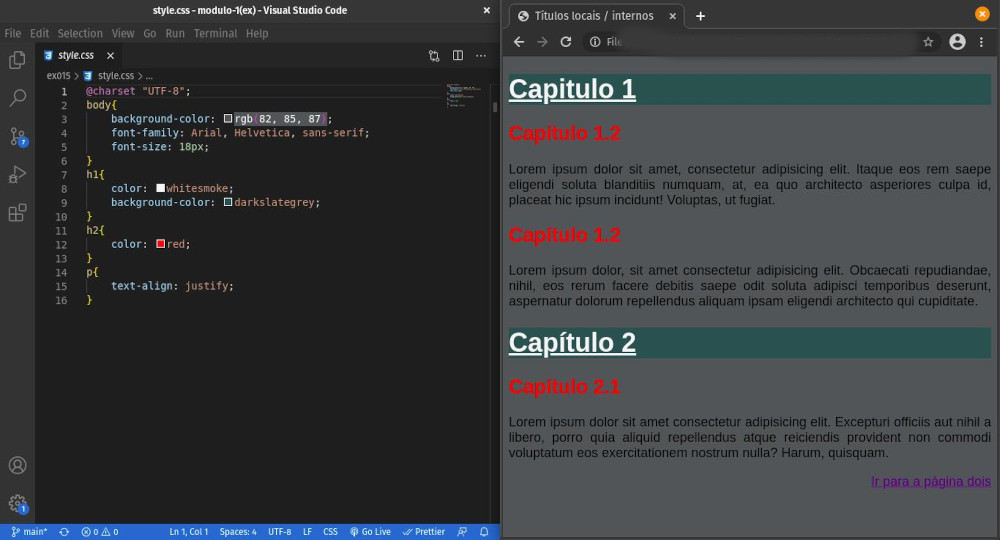 style.css - modulo-1(ex) - Visual Studio Code
File Edit Selection View Go Run Terminal Help
style.css
ex015 > style.css > ...
1 @charset "UTF-8";
2 body{
3 background-color: rgb(82, 85, 87);
4 font-family: Arial, Helvetica, sans-serif;
5 font-size: 18px;
6 }
7 h1{
8 color: whitesmoke;
9 background-color: darkslategrey;
10 }
11 h2{
12 color: red;
13 }
14 p{
15 text-align: justify;
16 }
7
1
main* 0 0 Ln 1, Col 1 Spaces: 4 UTF-8 LF CSS Go Live Prettier
Títulos locais / internos
File
Capitulo 1
Capítulo 1.2
Lorem ipsum dolor sit amet, consectetur adipisicing elit. Itaque eos rem saepe
eligendi soluta blanditiis numquam, at, ea quo architecto asperiores culpa id,
placeat hic ipsum incidunt! Voluptas, ut fugiat.
Capítulo 1.2
Lorem ipsum dolor, sit amet consectetur adipisicing elit. Obcaecati repudiandae,
nihil, eos rerum facere debitis saepe odit soluta adipisci temporibus deserunt,
aspernatur dolorum repellendus aliquam ipsam eligendi architecto qui cupiditate.
Capítulo 2
Capítulo 2.1
Lorem ipsum dolor sit amet consectetur adipisicing elit. Excepturi officiis aut nihil a
libero, porro quia aliquid repellendus atque reiciendis provident non commodi
voluptatum eos exercitationem nostrum nulla? Harum, quisquam.
Ir para a página dois